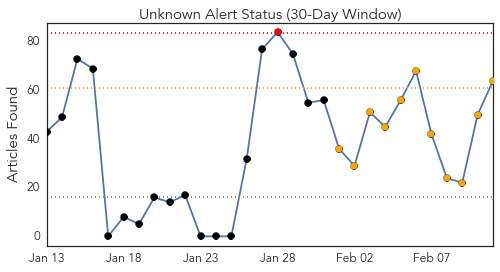 Unknown Alert Status (30-Day Window)
Articles Found
80
60
40
20
0
Jan 13 Jan 18 Jan 23 Jan 28 Feb 02 Feb 07